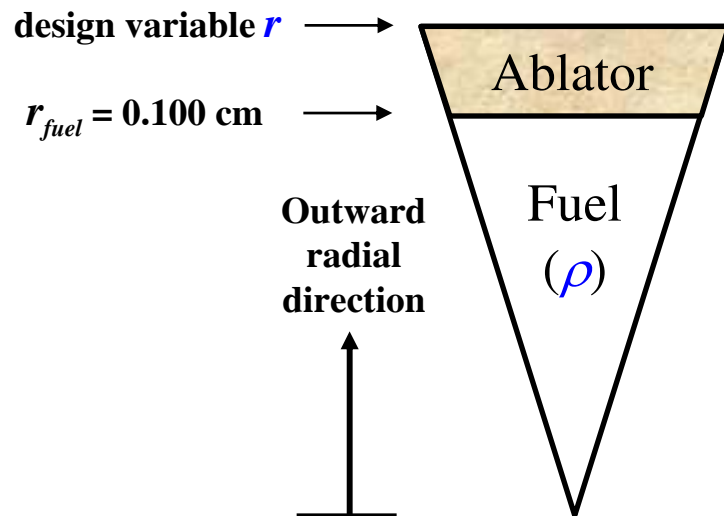 design variable r
Ablator
r_fuel = 0.100 cm
Fuel
(ρ)
Outward
radial
direction